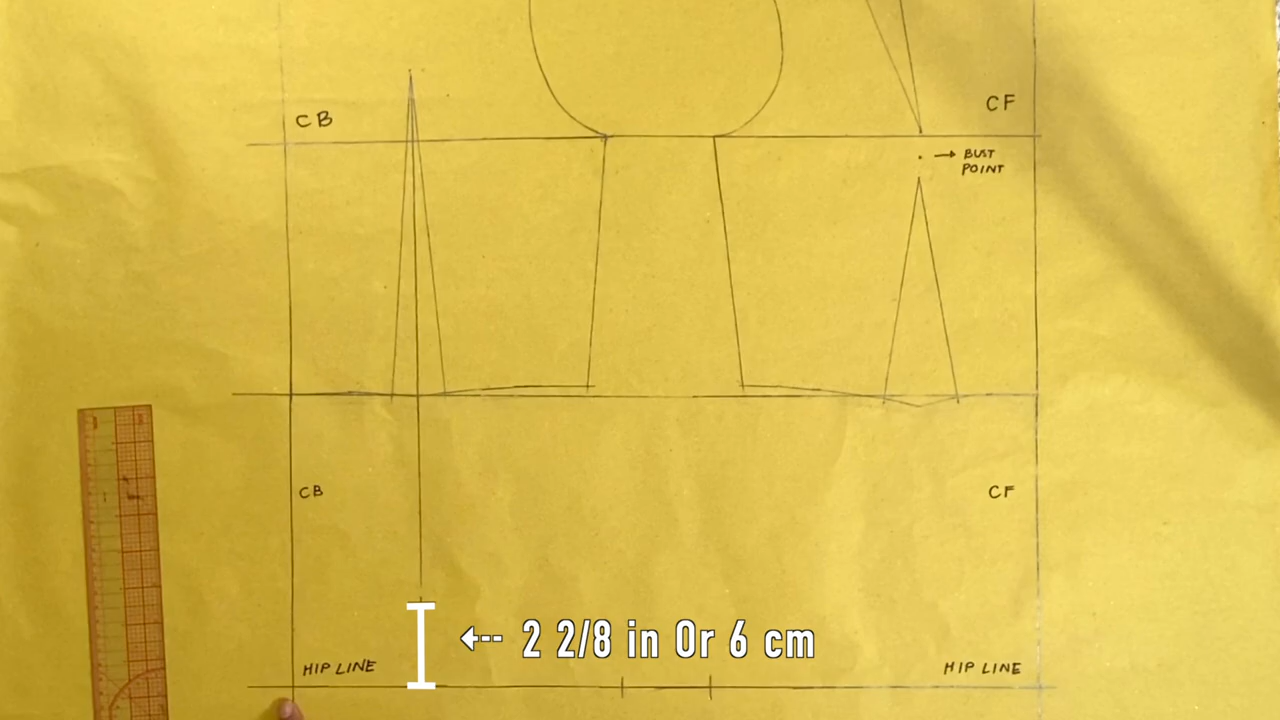 CB
CF
BUST
POINT
CB
CF
2 2/8 in Or 6 cm
HIP LINE
HIP LINE